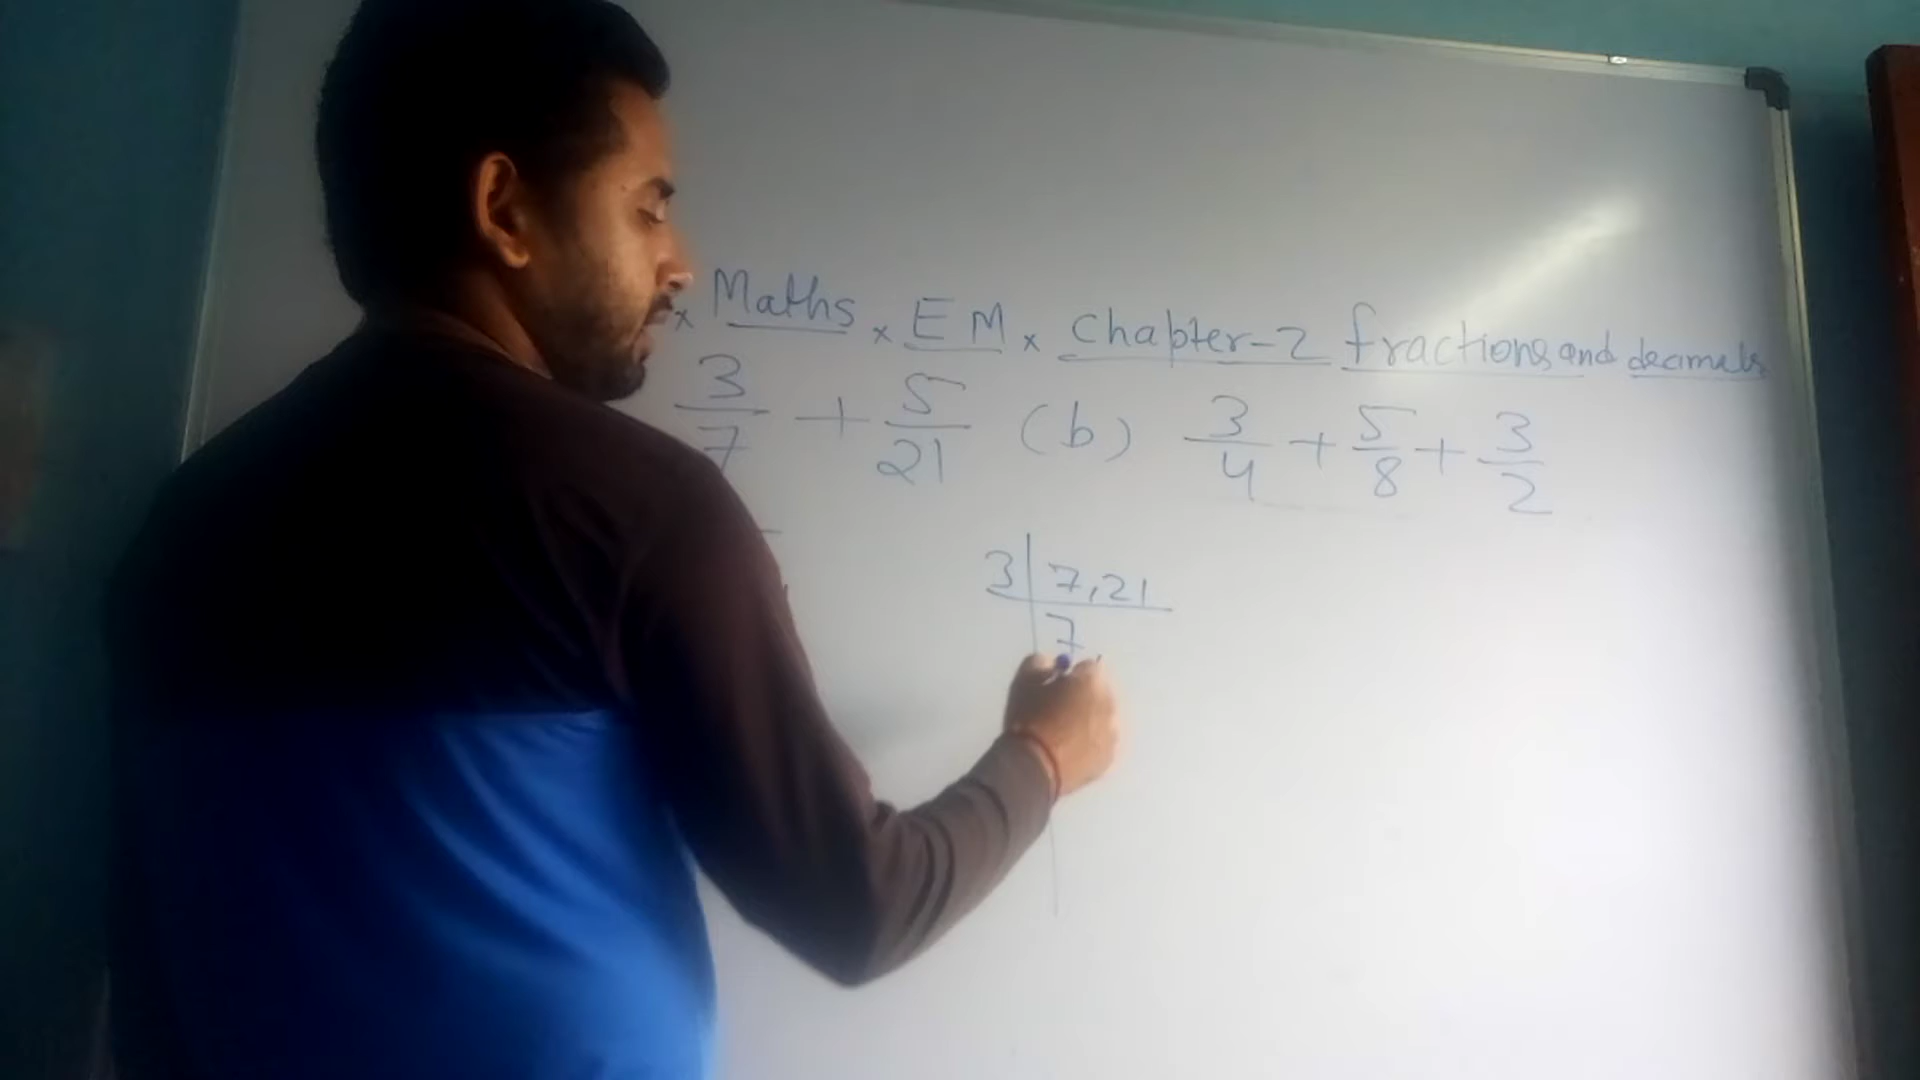 x Maths x EM x Chapter-2 fractions and decimals
3/7 + 5/21 (b) 3/4 + 5/8 + 3/2
3 | 7,21
7